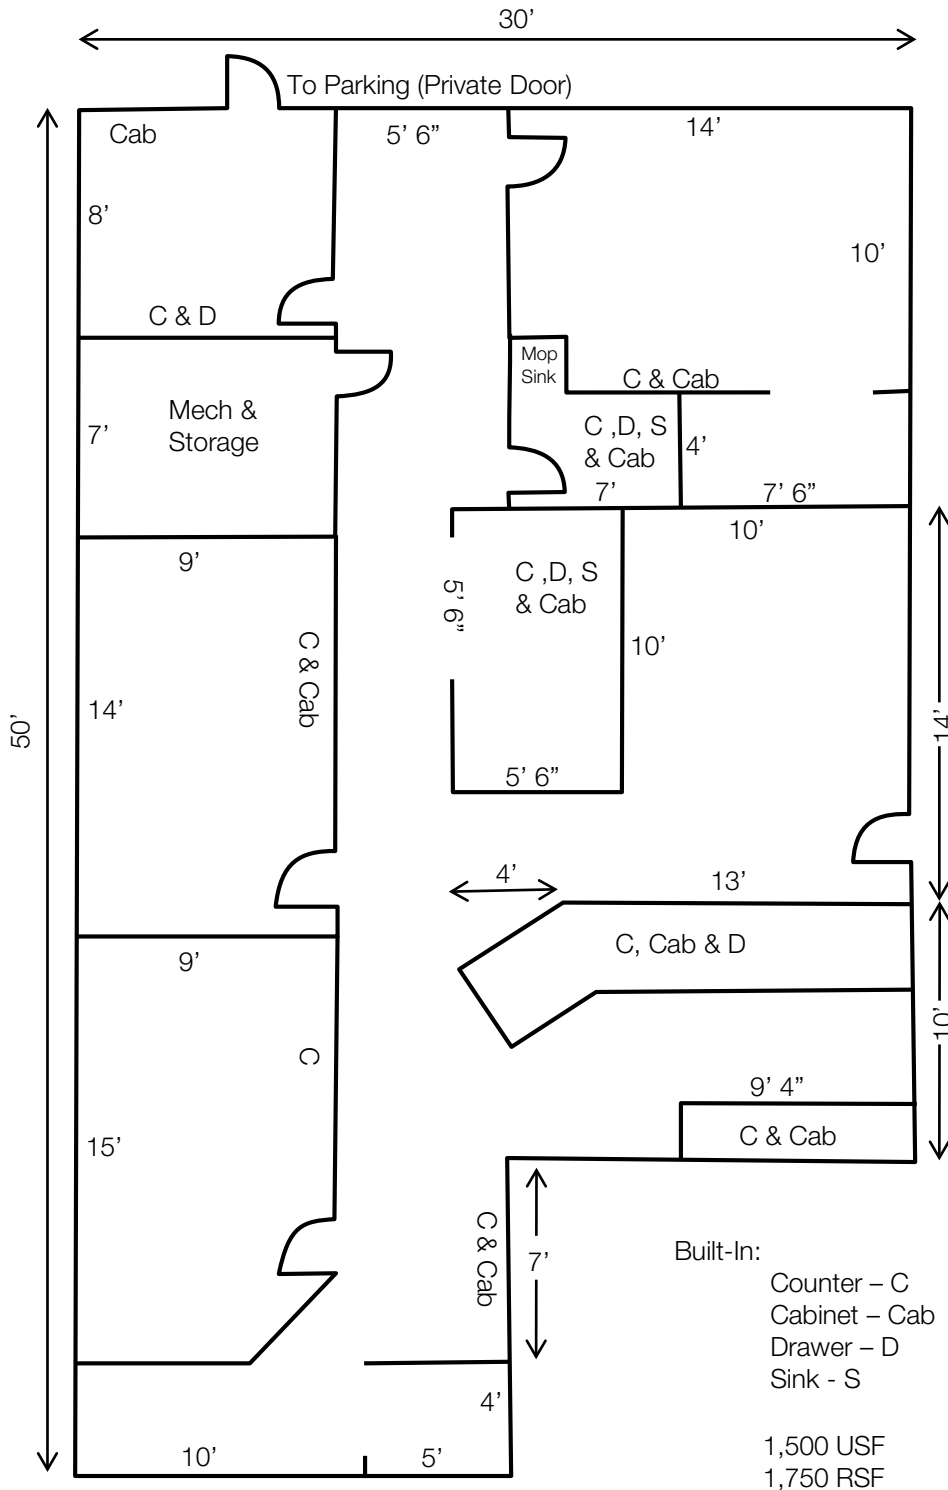 30’
To Parking (Private Door)
Cab
5’ 6”
14’
8’
10’
C & D
Mop
Sink
C & Cab
Mech &
Storage
7’
C ,D, S
& Cab
4’
7’
7’ 6”
9’
10’
C ,D, S
& Cab
5’ 6”
C & Cab
10’
14’
50’
14’
5’ 6”
4’
13’
C, Cab & D
9’
10’
C
9’ 4”
C & Cab
15’
C & Cab
7’
Built-In:
Counter – C
Cabinet – Cab
Drawer – D
Sink - S
4’
10’
5’
1,500 USF
1,750 RSF